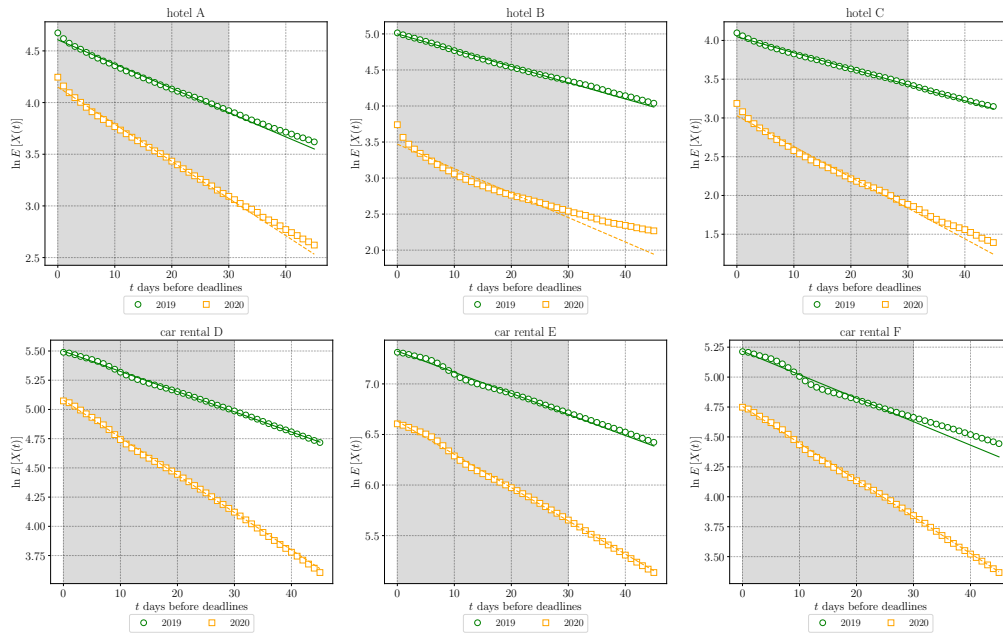 hotel A
ln E [X(t)]
4.5
4.0
3.5
3.0
2.5
0 10 20 30 40
t days before deadlines
2019 2020
hotel B
ln E [X(t)]
5.0
4.5
4.0
3.5
3.0
2.5
2.0
0 10 20 30 40
t days before deadlines
2019 2020
hotel C
ln E [X(t)]
4.0
3.5
3.0
2.5
2.0
1.5
0 10 20 30 40
t days before deadlines
2019 2020
car rental D
ln E [X(t)]
5.50
5.25
5.00
4.75
4.50
4.25
4.00
3.75
0 10 20 30 40
t days before deadlines
2019 2020
car rental E
ln E [X(t)]
7.0
6.5
6.0
5.5
0 10 20 30 40
t days before deadlines
2019 2020
car rental F
ln E [X(t)]
5.25
5.00
4.75
4.50
4.25
4.00
3.75
3.50
0 10 20 30 40
t days before deadlines
2019 2020